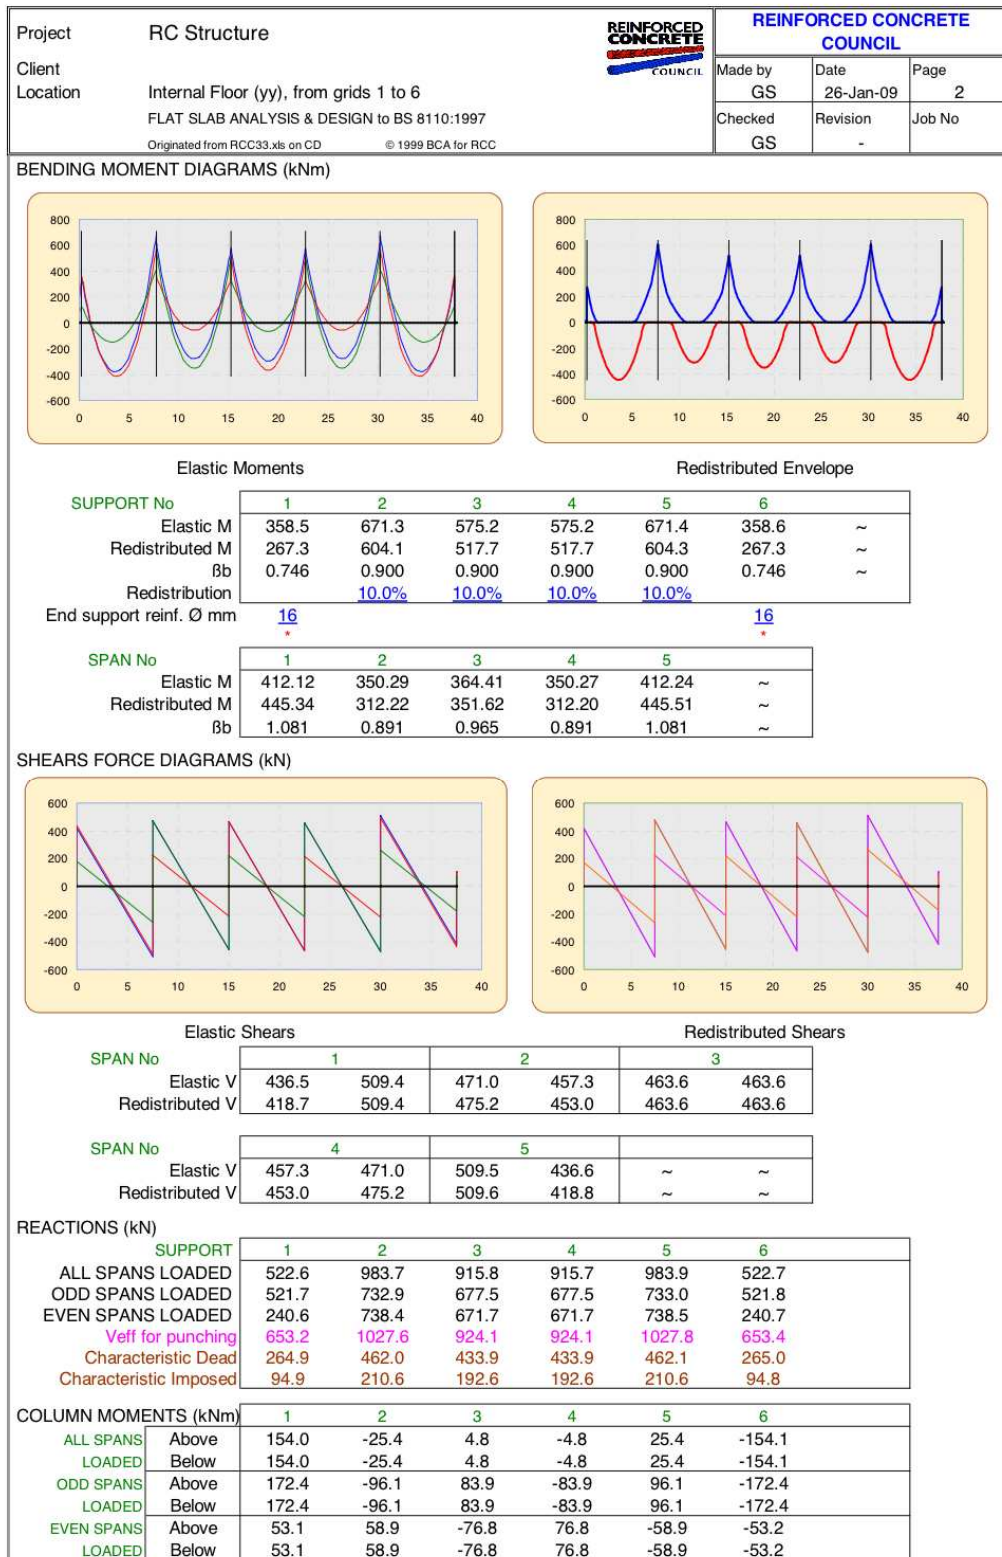 Project RC Structure
REINFORCED
CONCRETE
COUNCIL
REINFORCED CONCRETE
COUNCIL
Client
Location Internal Floor (yy), from grids 1 to 6
Made by Date Page
GS 26-Jan-09 2
FLAT SLAB ANALYSIS & DESIGN to BS 8110:1997
Checked Revision Job No
Originated from RCC33.xls on CD © 1999 BCA for RCC
GS -
BENDING MOMENT DIAGRAMS (kNm)
800
600
400
200
0
-200
-400
-600
0 5 10 15 20 25 30 35 40
800
600
400
200
0
-200
-400
-600
0 5 10 15 20 25 30 35 40
Elastic Moments Redistributed Envelope
SUPPORT No 1 2 3 4 5 6
Elastic M 358.5 671.3 575.2 575.2 671.4 358.6 ~
Redistributed M 267.3 604.1 517.7 517.7 604.3 267.3 ~
ßb 0.746 0.900 0.900 0.900 0.900 0.746 ~
Redistribution 10.0% 10.0% 10.0% 10.0%
End support reinf. Ø mm 16 16
* *
SPAN No 1 2 3 4 5
Elastic M 412.12 350.29 364.41 350.27 412.24 ~
Redistributed M 445.34 312.22 351.62 312.20 445.51 ~
ßb 1.081 0.891 0.965 0.891 1.081 ~
SHEARS FORCE DIAGRAMS (kN)
600
400
200
0
-200
-400
-600
0 5 10 15 20 25 30 35 40
600
400
200
0
-200
-400
-600
0 5 10 15 20 25 30 35 40
Elastic Shears Redistributed Shears
SPAN No 1 2 3
Elastic V 436.5 509.4 471.0 457.3 463.6 463.6
Redistributed V 418.7 509.4 475.2 453.0 463.6 463.6
SPAN No 4 5
Elastic V 457.3 471.0 509.5 436.6 ~ ~
Redistributed V 453.0 475.2 509.6 418.8 ~ ~
REACTIONS (kN)
SUPPORT 1 2 3 4 5 6
ALL SPANS LOADED 522.6 983.7 915.8 915.7 983.9 522.7
ODD SPANS LOADED 521.7 732.9 677.5 677.5 733.0 521.8
EVEN SPANS LOADED 240.6 738.4 671.7 671.7 738.5 240.7
Veff for punching 653.2 1027.6 924.1 924.1 1027.8 653.4
Characteristic Dead 264.9 462.0 433.9 433.9 462.1 265.0
Characteristic Imposed 94.9 210.6 192.6 192.6 210.6 94.8
COLUMN MOMENTS (kNm) 1 2 3 4 5 6
ALL SPANS Above 154.0 -25.4 4.8 -4.8 25.4 -154.1
LOADED Below 154.0 -25.4 4.8 -4.8 25.4 -154.1
ODD SPANS Above 172.4 -96.1 83.9 -83.9 96.1 -172.4
LOADED Below 172.4 -96.1 83.9 -83.9 96.1 -172.4
EVEN SPANS Above 53.1 58.9 -76.8 76.8 -58.9 -53.2
LOADED Below 53.1 58.9 -76.8 76.8 -58.9 -53.2